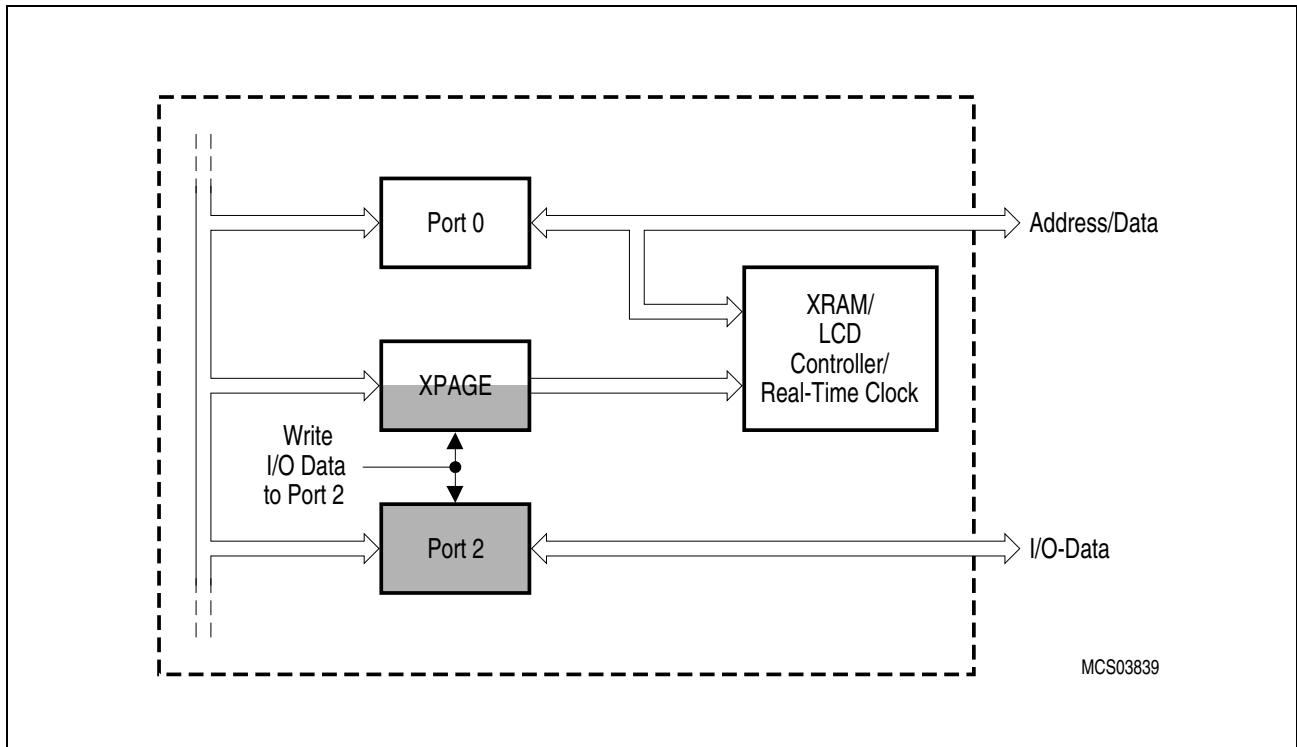 Port 0
Address/Data
XRAM/
LCD
Controller/
Real-Time Clock
XPAGE
Write
I/O Data
to Port 2
Port 2
I/O-Data
MCS03839